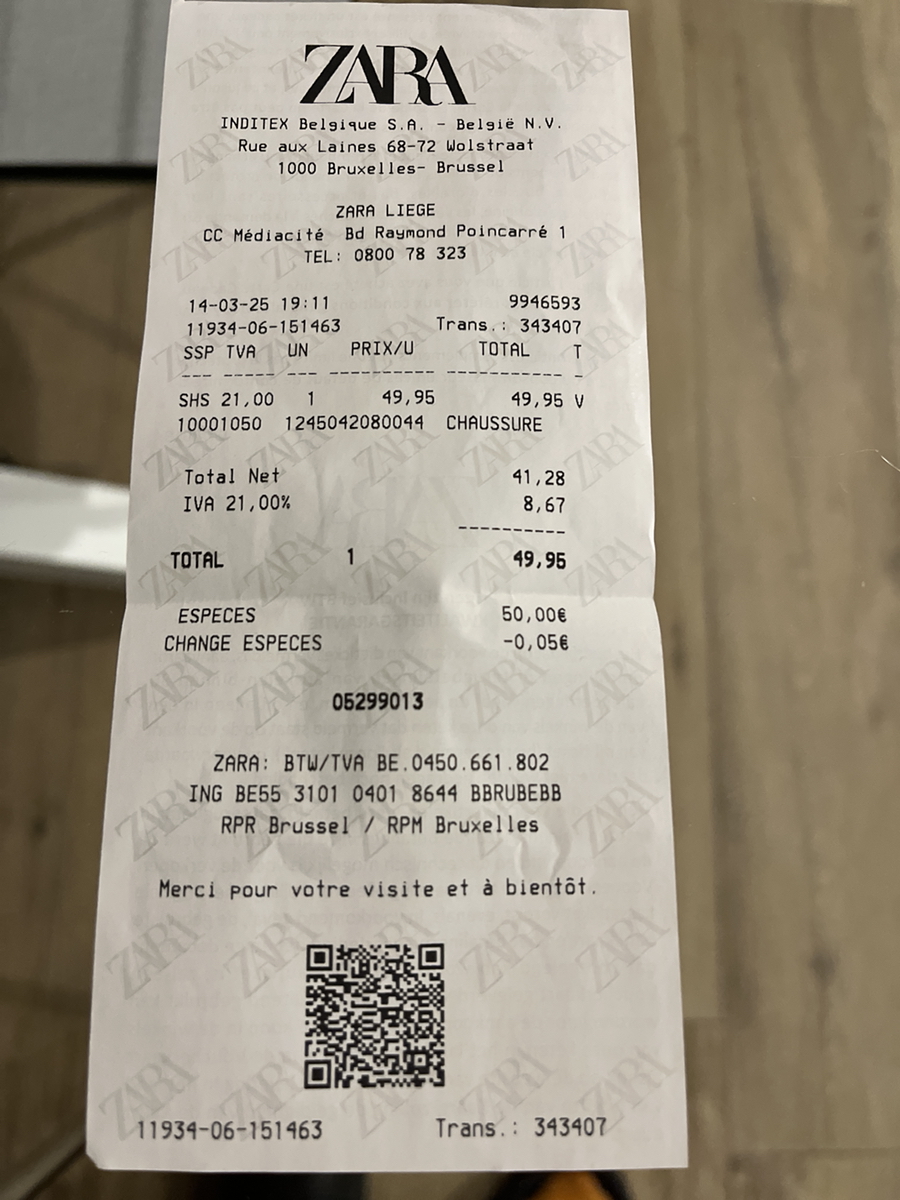 ZARA
INDITEX Belgique S.A. - België N.V.
Rue aux Laines 68-72 Wolstraat
1000 Bruxelles- Brussel
ZARA LIEGE
CC Médiacité Bd Raymond Poincarré 1
TEL: 0800 78 323
14-03-25 19:11 9946593
11934-06-151463 Trans.: 343407
SSP TVA UN PRIX/U TOTAL T
--- ----- --- ---------- ----------- -
SHS 21,00 1 49,95 49,95 V
10001050 1245042080044 CHAUSSURE
Total Net 41,28
IVA 21,00% 8,67
----------
TOTAL 1 49,95
ESPECES 50,00€
CHANGE ESPECES -0,05€
05299013
ZARA: BTW/TVA BE.0450.661.802
ING BE55 3101 0401 8644 BBRUBEBB
RPR Brussel / RPM Bruxelles
Merci pour votre visite et à bientôt.
11934-06-151463 Trans.: 343407